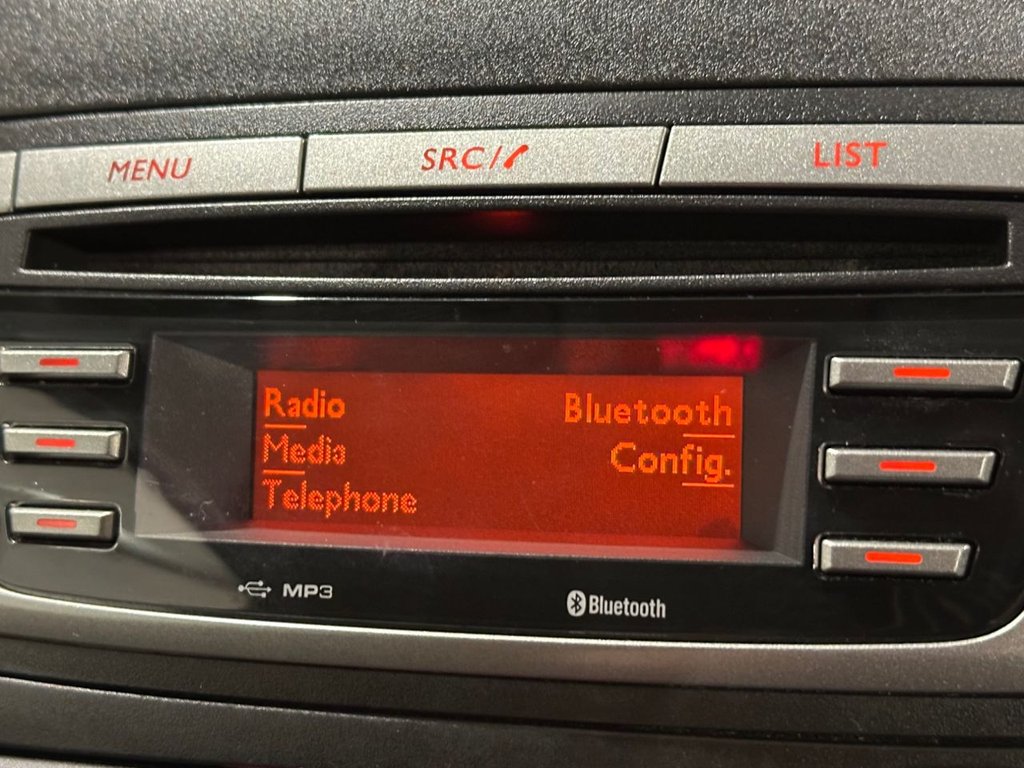 MENU
SRC/
LIST
Radio
Bluetooth
Media
Config.
Telephone
MP3
Bluetooth